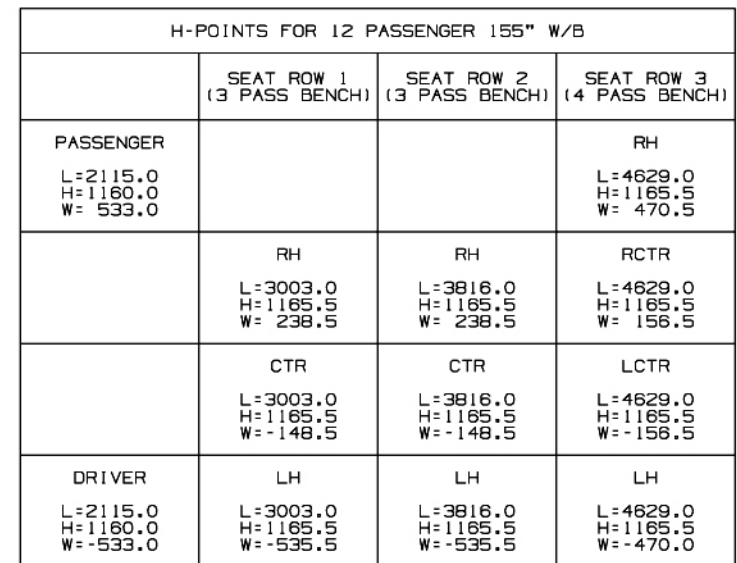 H-POINTS FOR 12 PASSENGER 155" W/B
SEAT ROW 1
(3 PASS BENCH)
SEAT ROW 2
(3 PASS BENCH)
SEAT ROW 3
(4 PASS BENCH)
PASSENGER
L=2115.0
H=1160.0
W= 533.0
RH
L=4629.0
H=1165.5
W= 470.5
RH
L=3003.0
H=1165.5
W= 238.5
RH
L=3816.0
H=1165.5
W= 238.5
RCTR
L=4629.0
H=1165.5
W= 156.5
CTR
L=3003.0
H=1165.5
W=-148.5
CTR
L=3816.0
H=1165.5
W=-148.5
LCTR
L=4629.0
H=1165.5
W=-156.5
DRIVER
L=2115.0
H=1160.0
W=-533.0
LH
L=3003.0
H=1165.5
W=-535.5
LH
L=3816.0
H=1165.5
W=-535.5
LH
L=4629.0
H=1165.5
W=-470.0